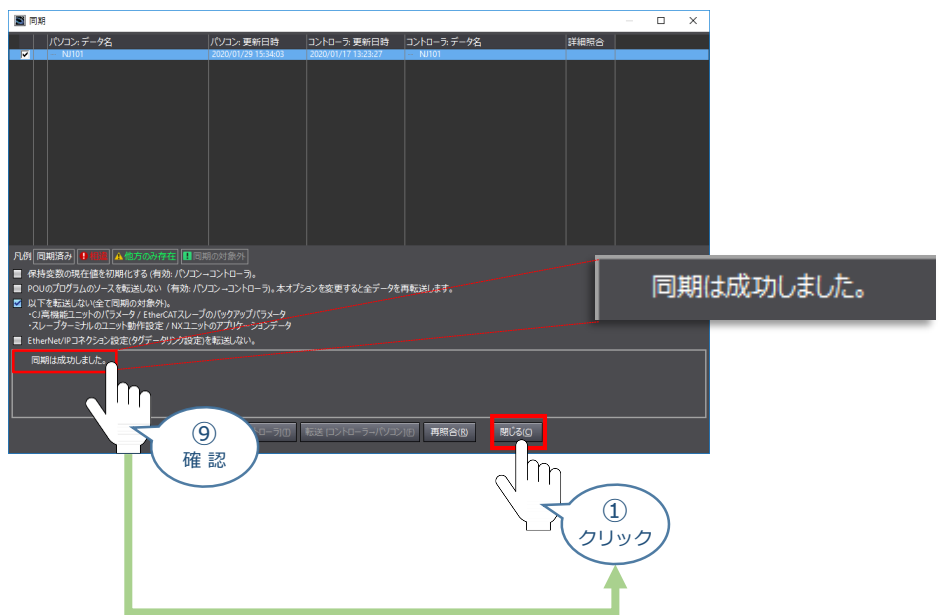 同期
パソコン: データ名 パソコン: 更新日時 コントローラ: 更新日時 コントローラ: データ名 詳細照合
NJ101 2020/01/29 15:34:03 2020/01/17 13:23:27 NJ101
凡例 同期済み 他方のみ存在 同期の対象外
保持変数の現在値を初期化する (有効: パソコン→コントローラ)。
POUのプログラムのソースを転送しない (有効: パソコン→コントローラ)。本オプションを変更すると全データを再転送します。
以下を転送しない(全て同期の対象外)。
・CJ高機能ユニットのパラメータ / EtherCATスレーブのバックアップパラメータ
・スレーブターミナルのユニット動作設定 / NXユニットのアプリケーションデータ
EtherNet/IPコネクション設定(タグデータリンク設定)を転送しない。
同期は成功しました。
同期は成功しました。
トローラ)(T) 転送 (コントローラ→パソコン)(F) 再照合(R) 閉じる(C)
⑨
確 認
①
クリック